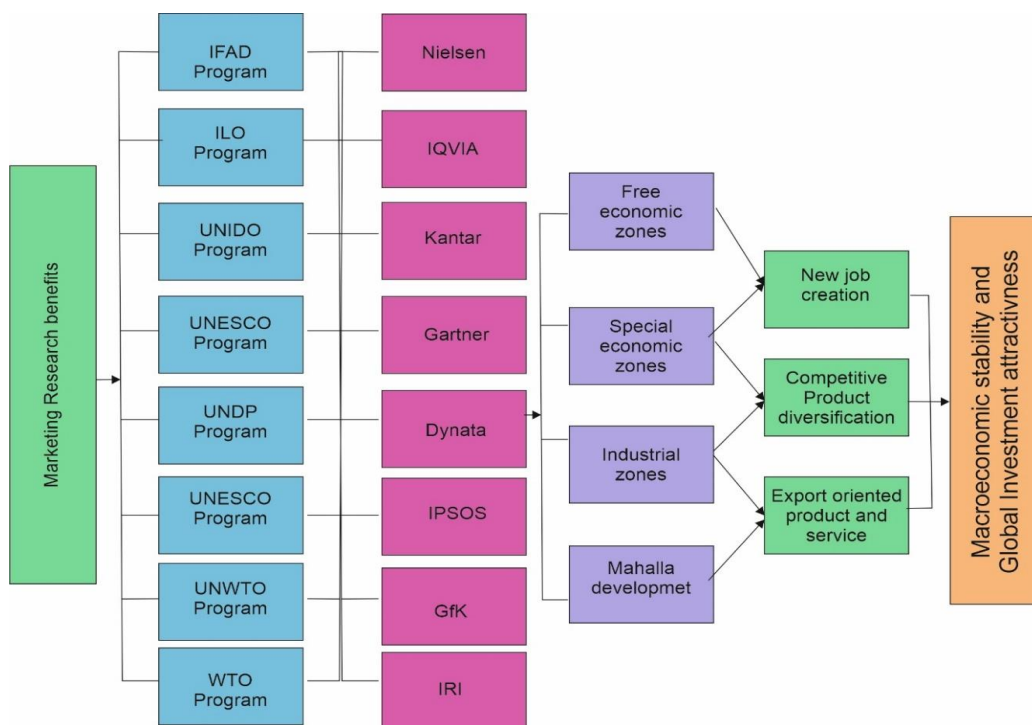 Marketing Research benefits
IFAD
Program
ILO
Program
UNIDO
Program
UNESCO
Program
UNDP
Program
UNESCO
Program
UNWTO
Program
WTO
Program
Nielsen
IQVIA
Kantar
Gartner
Dynata
IPSOS
GfK
IRI
Free
economic
zones
Special
economic
zones
Industrial
zones
Mahalla
developmet
New job
creation
Competitive
Product
diversification
Export oriented
product and
service
Macroeconomic stability and
Global Investment attractivness